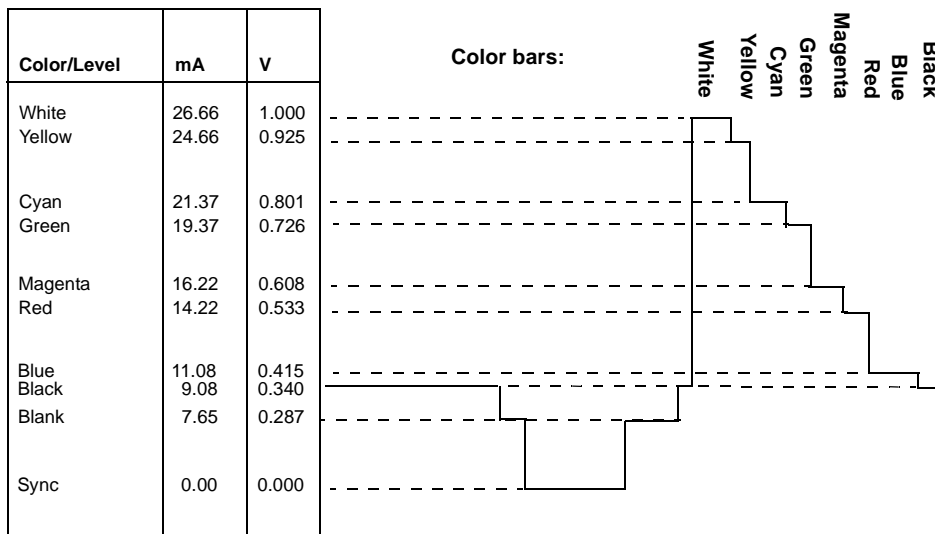 Color/Level mA V
White 26.66 1.000
Yellow 24.66 0.925
Cyan 21.37 0.801
Green 19.37 0.726
Magenta 16.22 0.608
Red 14.22 0.533
Blue 11.08 0.415
Black 9.08 0.340
Blank 7.65 0.287
Sync 0.00 0.000
Color bars:
White
Yellow
Cyan
Green
Magenta
Red
Blue
Black